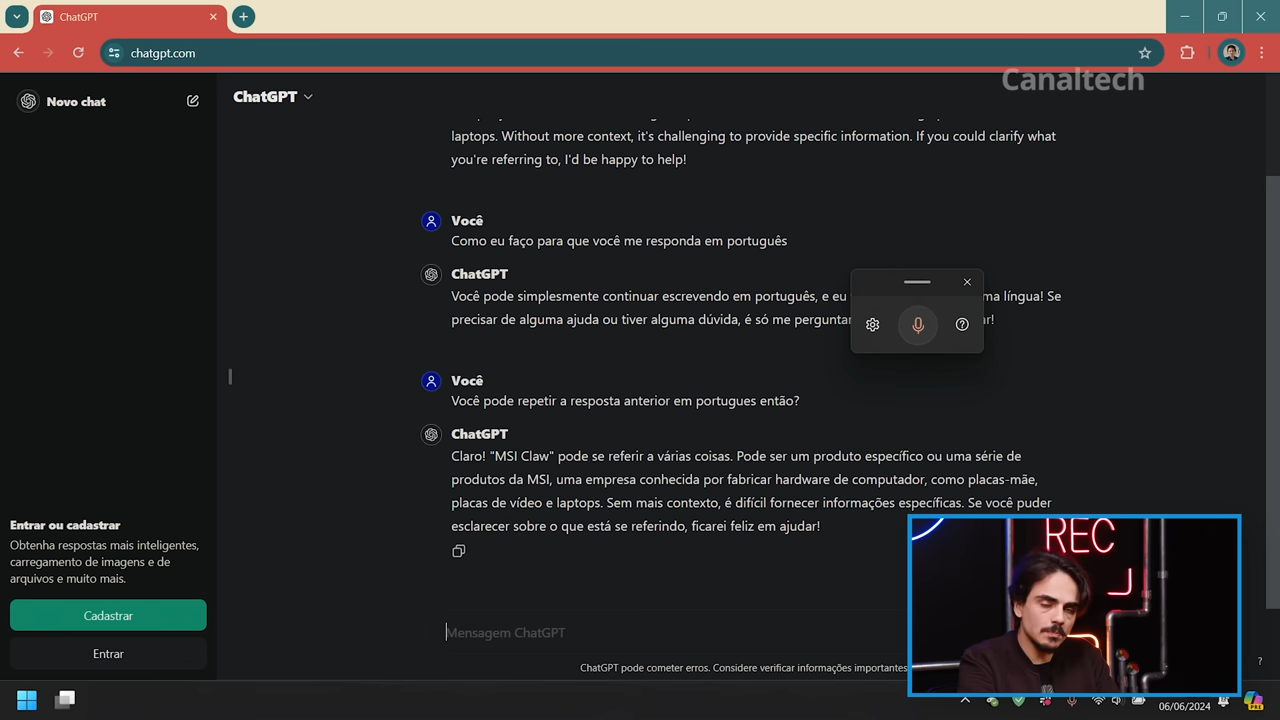 ChatGPT
chatgpt.com
Canaltech
Novo chat
ChatGPT
laptops. Without more context, it's challenging to provide specific information. If you could clarify what
you're referring to, I'd be happy to help!
Você
Como eu faço para que você me responda em português
ChatGPT
Você pode simplesmente continuar escrevendo em português, e eu ma língua! Se
precisar de alguma ajuda ou tiver alguma dúvida, é só me perguntar ar!
Você
Você pode repetir a resposta anterior em portugues então?
ChatGPT
Claro! "MSI Claw" pode se referir a várias coisas. Pode ser um produto específico ou uma série de
produtos da MSI, uma empresa conhecida por fabricar hardware de computador, como placas-mãe,
placas de vídeo e laptops. Sem mais contexto, é difícil fornecer informações específicas. Se você puder
esclarecer sobre o que está se referindo, ficarei feliz em ajudar!
Entrar ou cadastrar
Obtenha respostas mais inteligentes,
carregamento de imagens e de
arquivos e muito mais.
Cadastrar
Entrar
Mensagem ChatGPT
ChatGPT pode cometer erros. Considere verificar informações importantes
?
REC
06/06/2024
PRE